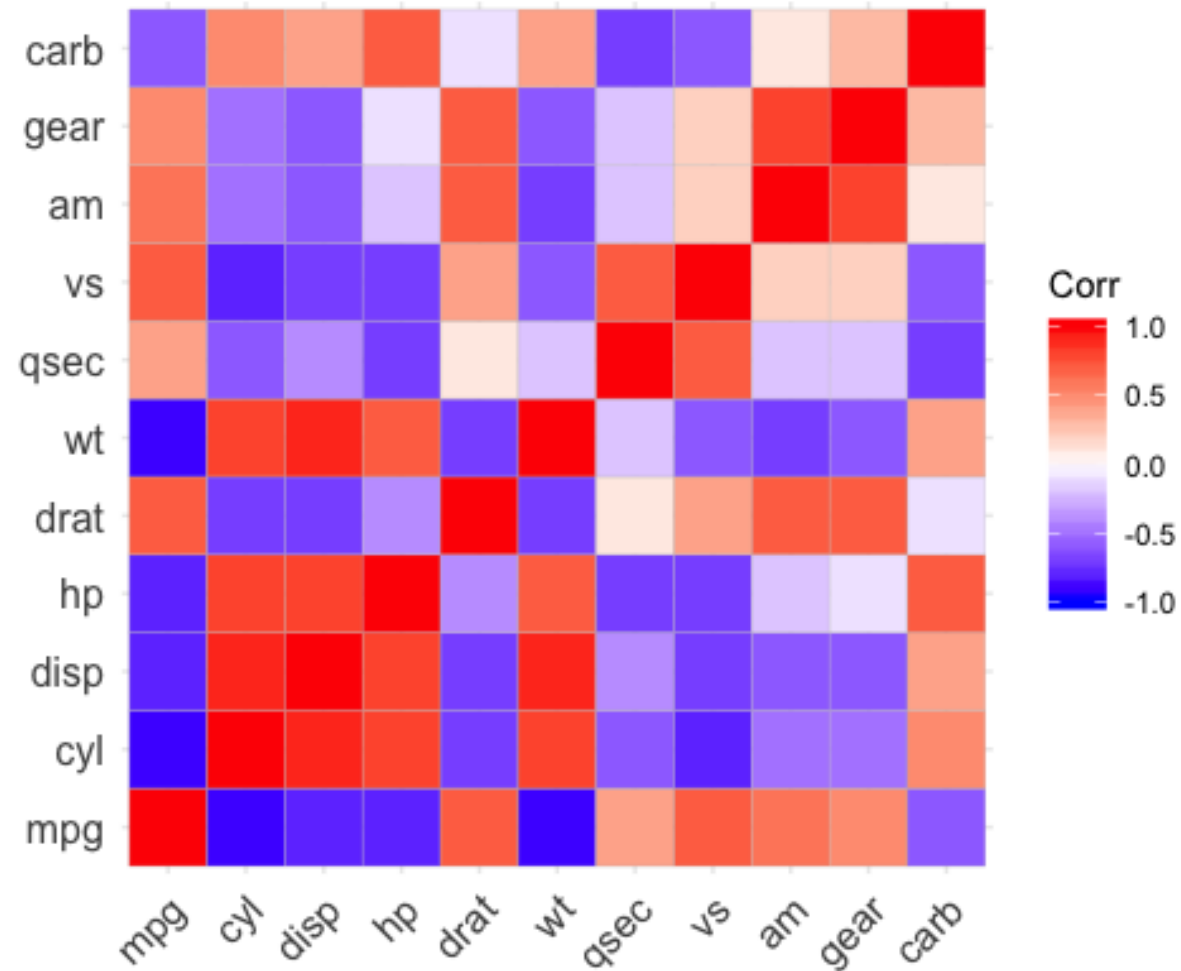 carb
gear
am
vs
qsec
wt
drat
hp
disp
cyl
mpg
mpg cyl disp hp drat wt qsec vs am gear carb
Corr
1.0
0.5
0.0
-0.5
-1.0